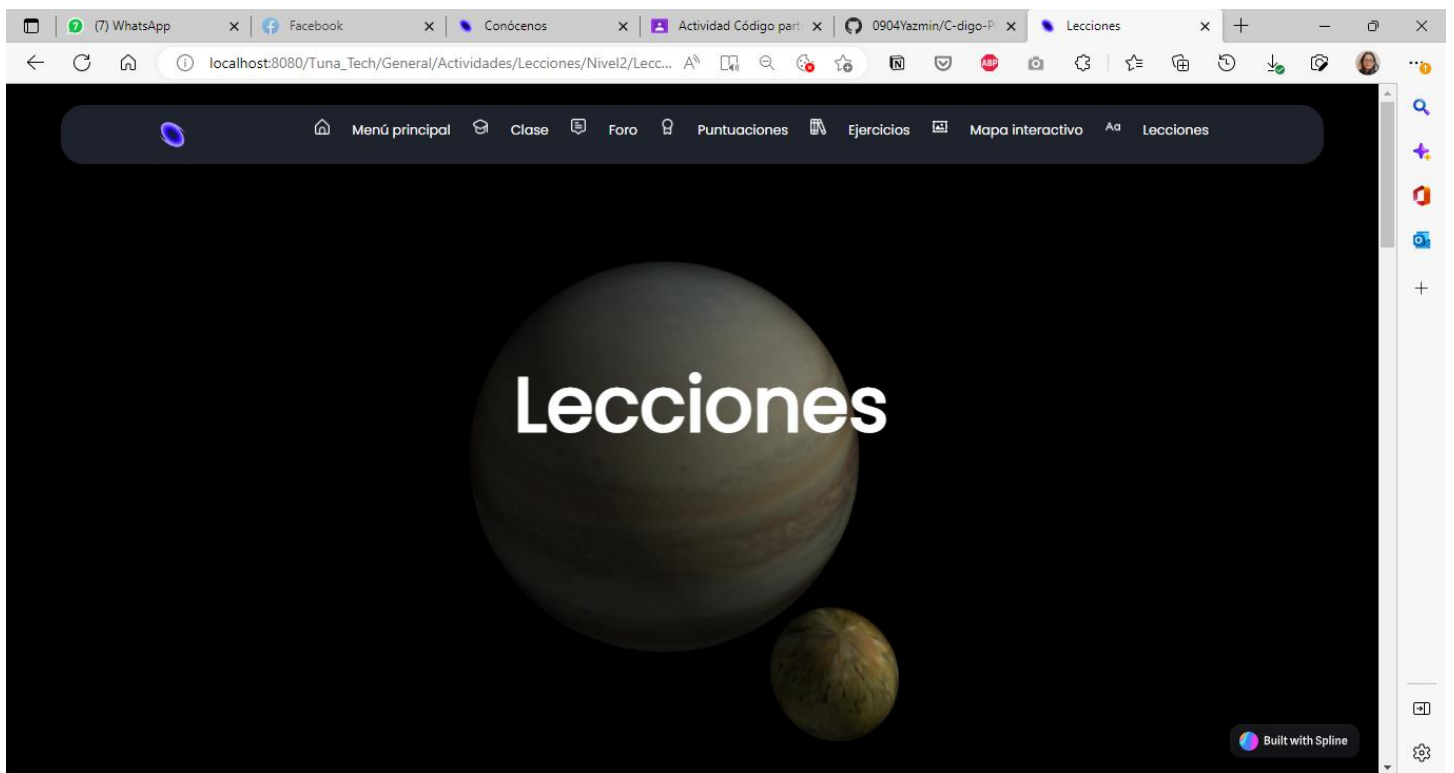 (7) WhatsApp
Facebook
Conócenos
Actividad Código part
0904Yazmin/C-digo-P
Lecciones
localhost:8080/Tuna_Tech/General/Actividades/Lecciones/Nivel2/Lecc...
ABP
Menú principal Clase Foro Puntuaciones Ejercicios Mapa interactivo Aa Lecciones
Lecciones
Built with Spline